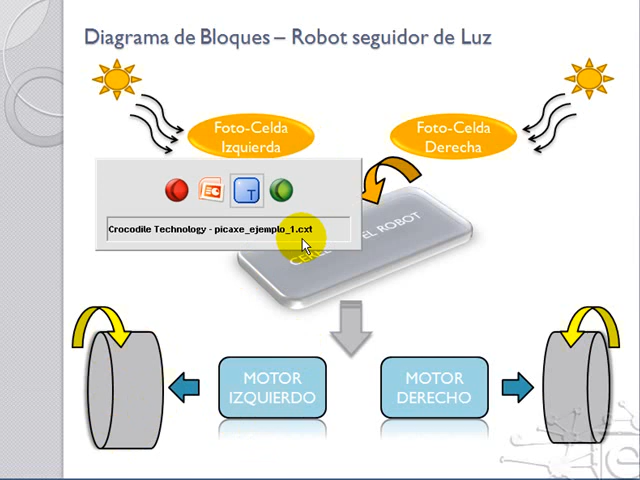 Diagrama de Bloques – Robot seguidor de Luz
Foto-Celda
Izquierda
Foto-Celda
Derecha
Crocodile Technology - picaxe_ejemplo_1.cxt
ROBOT
MOTOR
IZQUIERDO
MOTOR
DERECHO